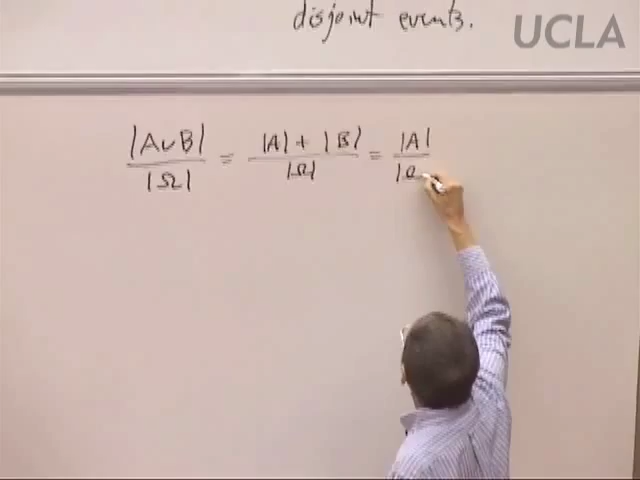 disjoint events.
UCLA
|A∪B| / |Ω| = |A| + |B| / |Ω| = |A| / |Ω